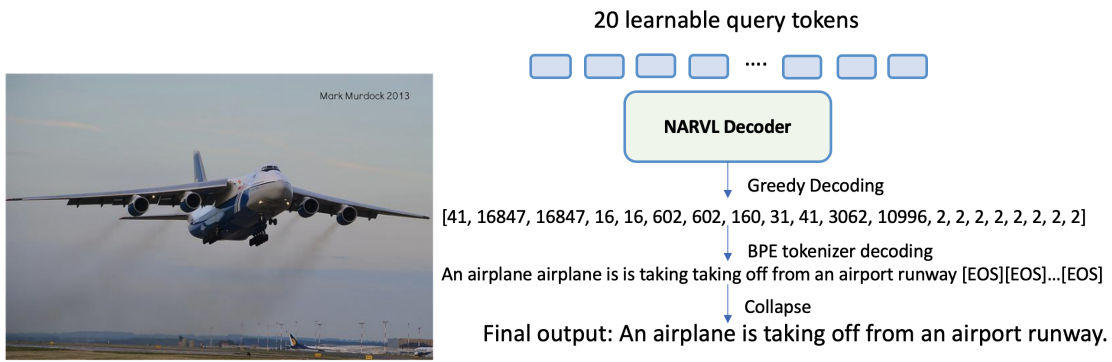 20 learnable query tokens
....
Mark Murdock 2013
NARVL Decoder
Greedy Decoding
[41, 16847, 16847, 16, 16, 602, 602, 160, 31, 41, 3062, 10996, 2, 2, 2, 2, 2, 2, 2, 2]
BPE tokenizer decoding
An airplane airplane is is taking taking off from an airport runway [EOS][EOS]...[EOS]
Collapse
Final output: An airplane is taking off from an airport runway.